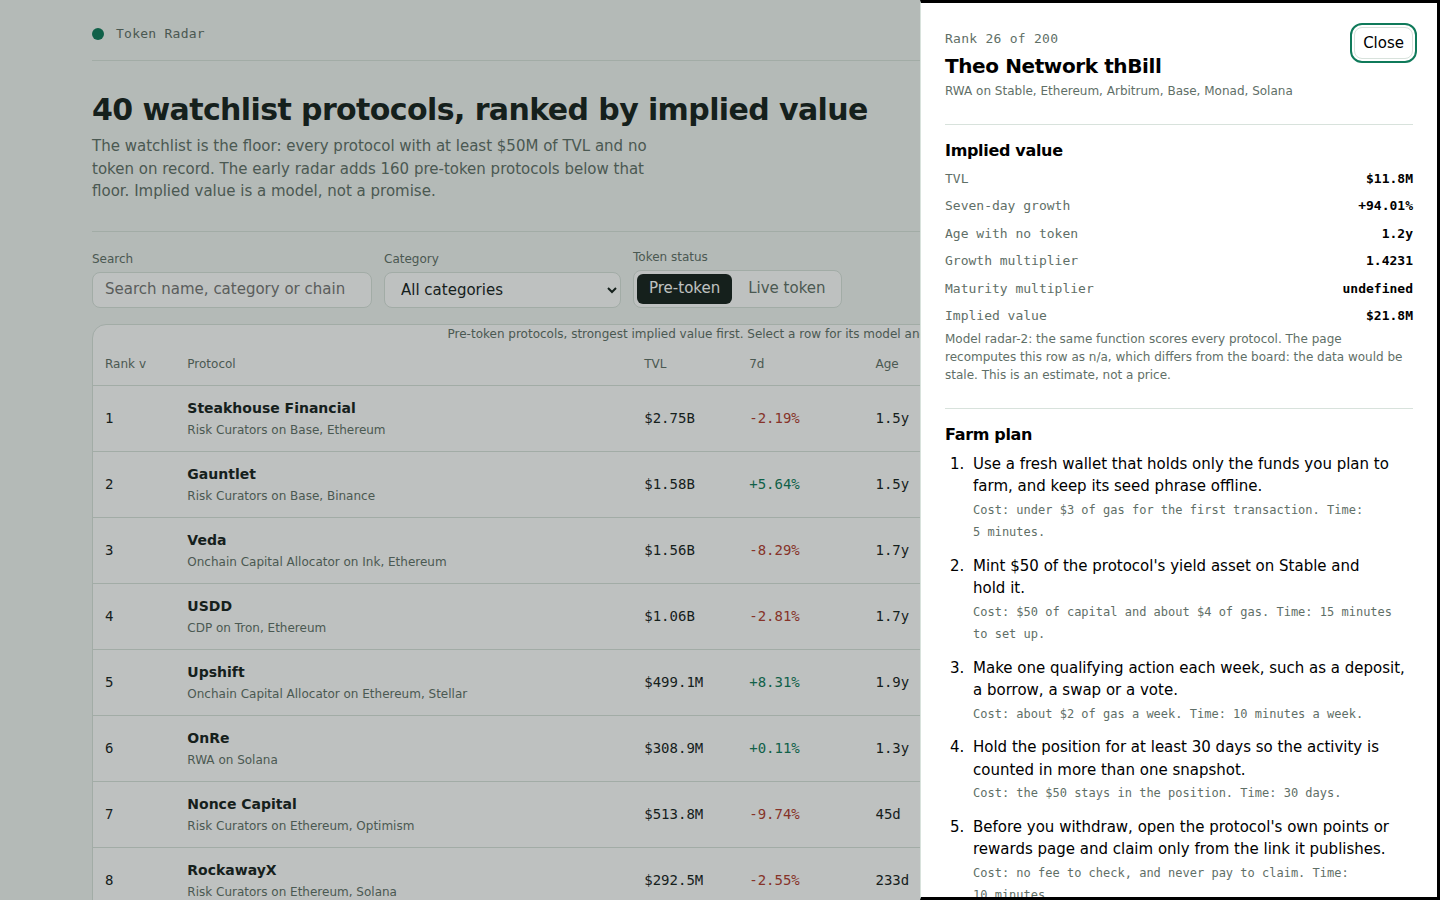 Token Radar
40 watchlist protocols, ranked by implied value
The watchlist is the floor: every protocol with at least $50M of TVL and no
token on record. The early radar adds 160 pre-token protocols below that
floor. Implied value is a model, not a promise.
Search
Category
Token status
Search name, category or chain
All categories
Pre-token
Live token
Pre-token protocols, strongest implied value first. Select a row for its model an
Rank v Protocol TVL 7d Age
1 Steakhouse Financial $2.75B -2.19% 1.5y
Risk Curators on Base, Ethereum
2 Gauntlet $1.58B +5.64% 1.5y
Risk Curators on Base, Binance
3 Veda $1.56B -8.29% 1.7y
Onchain Capital Allocator on Ink, Ethereum
4 USDD $1.06B -2.81% 1.7y
CDP on Tron, Ethereum
5 Upshift $499.1M +8.31% 1.9y
Onchain Capital Allocator on Ethereum, Stellar
6 OnRe $308.9M +0.11% 1.3y
RWA on Solana
7 Nonce Capital $513.8M -9.74% 45d
Risk Curators on Ethereum, Optimism
8 RockawayX $292.5M -2.55% 233d
Risk Curators on Ethereum, Solana
Rank 26 of 200
Close
Theo Network thBill
RWA on Stable, Ethereum, Arbitrum, Base, Monad, Solana
Implied value
TVL $11.8M
Seven-day growth +94.01%
Age with no token 1.2y
Growth multiplier 1.4231
Maturity multiplier undefined
Implied value $21.8M
Model radar-2: the same function scores every protocol. The page
recomputes this row as n/a, which differs from the board: the data would be
stale. This is an estimate, not a price.
Farm plan
1. Use a fresh wallet that holds only the funds you plan to
farm, and keep its seed phrase offline.
Cost: under $3 of gas for the first transaction. Time:
5 minutes.
2. Mint $50 of the protocol's yield asset on Stable and
hold it.
Cost: $50 of capital and about $4 of gas. Time: 15 minutes
to set up.
3. Make one qualifying action each week, such as a deposit,
a borrow, a swap or a vote.
Cost: about $2 of gas a week. Time: 10 minutes a week.
4. Hold the position for at least 30 days so the activity is
counted in more than one snapshot.
Cost: the $50 stays in the position. Time: 30 days.
5. Before you withdraw, open the protocol's own points or
rewards page and claim only from the link it publishes.
Cost: no fee to check, and never pay to claim. Time:
10 minutes.